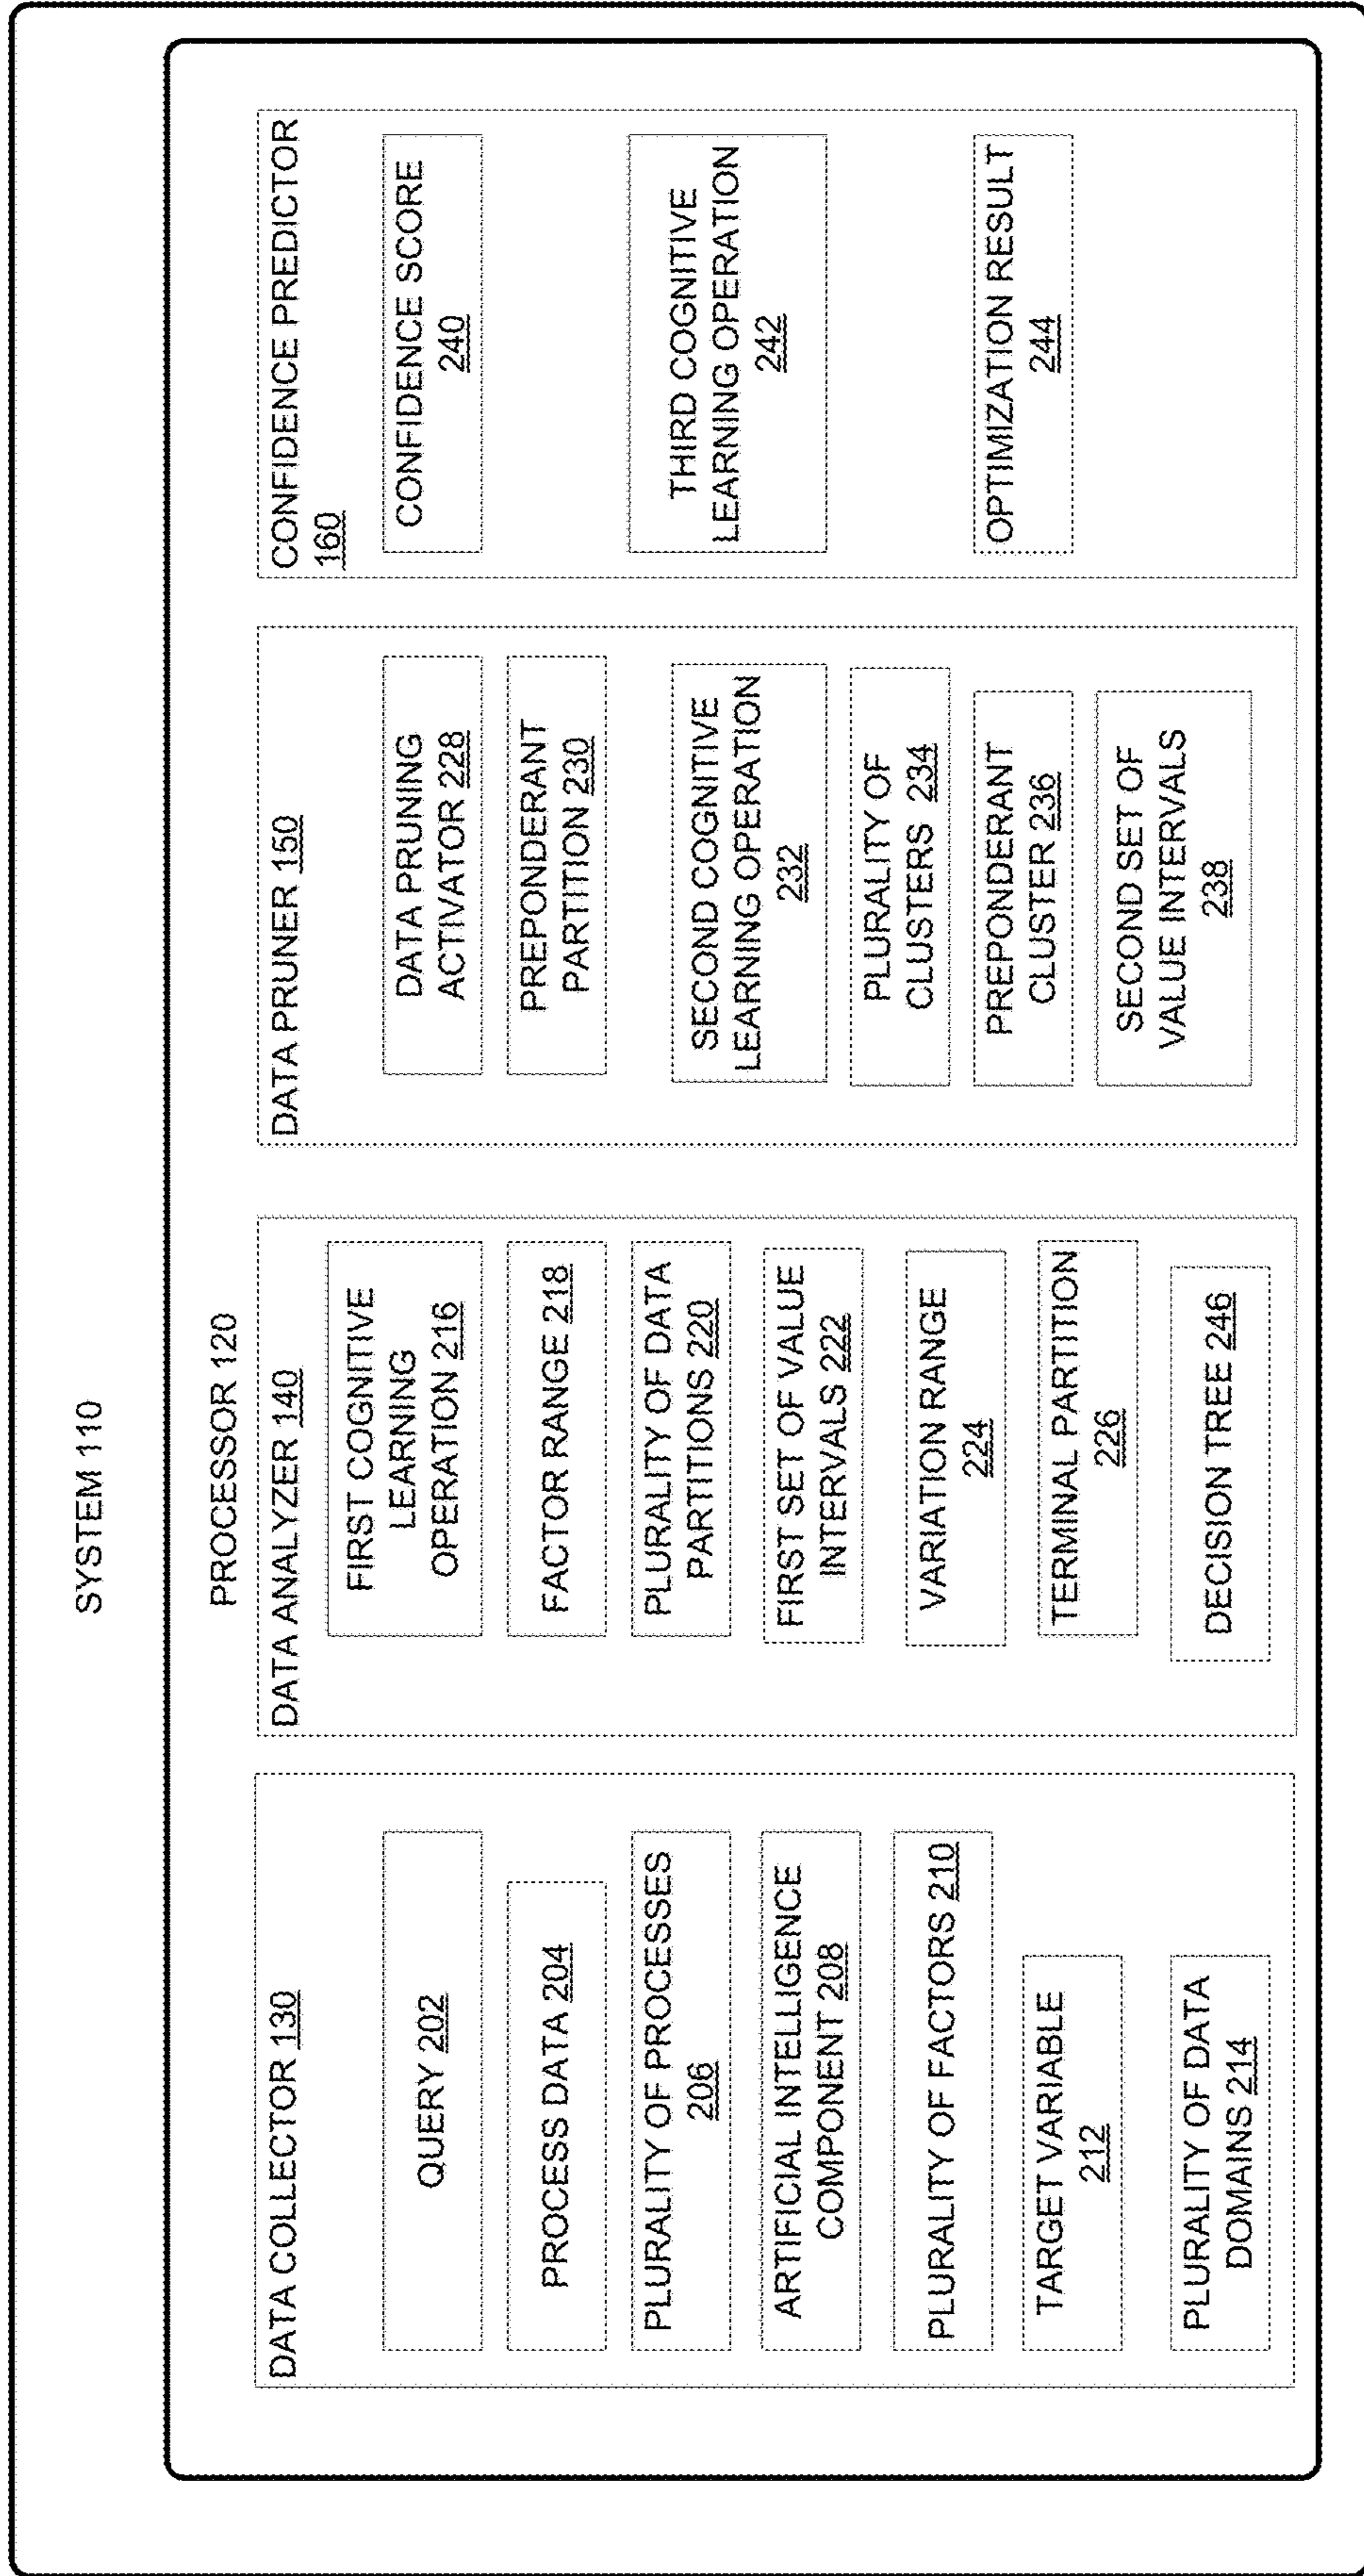 SYSTEM 110
PROCESSOR 120
DATA COLLECTOR 130
QUERY 202
PROCESS DATA 204
PLURALITY OF PROCESSES
206
ARTIFICIAL INTELLIGENCE
COMPONENT 208
PLURALITY OF FACTORS 210
TARGET VARIABLE
212
PLURALITY OF DATA
DOMAINS 214
DATA ANALYZER 140
FIRST COGNITIVE
LEARNING
OPERATION 216
FACTOR RANGE 218
PLURALITY OF DATA
PARTITIONS 220
FIRST SET OF VALUE
INTERVALS 222
VARIATION RANGE
224
TERMINAL PARTITION
226
DECISION TREE 246
DATA PRUNER 150
DATA PRUNING
ACTIVATOR 228
PREPONDERANT
PARTITION 230
SECOND COGNITIVE
LEARNING OPERATION
232
PLURALITY OF
CLUSTERS 234
PREPONDERANT
CLUSTER 236
SECOND SET OF
VALUE INTERVALS
238
CONFIDENCE PREDICTOR
160
CONFIDENCE SCORE
240
THIRD COGNITIVE
LEARNING OPERATION
242
OPTIMIZATION RESULT
244